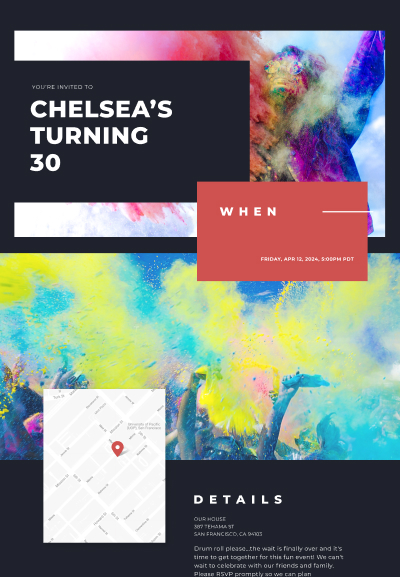 YOU'RE INVITED TO
CHELSEA'S
TURNING
30
WHEN
FRIDAY, APR 12, 2024, 5:00PM PDT
University of Pacific
DETAILS
OUR HOUSE
387 TEHAMA ST
SAN FRANCISCO, CA 94103
Drum roll please...the wait is finally over and it's
time to get together for this fun event! We can't
wait to celebrate with our friends and family.
Please RSVP promptly so we can plan